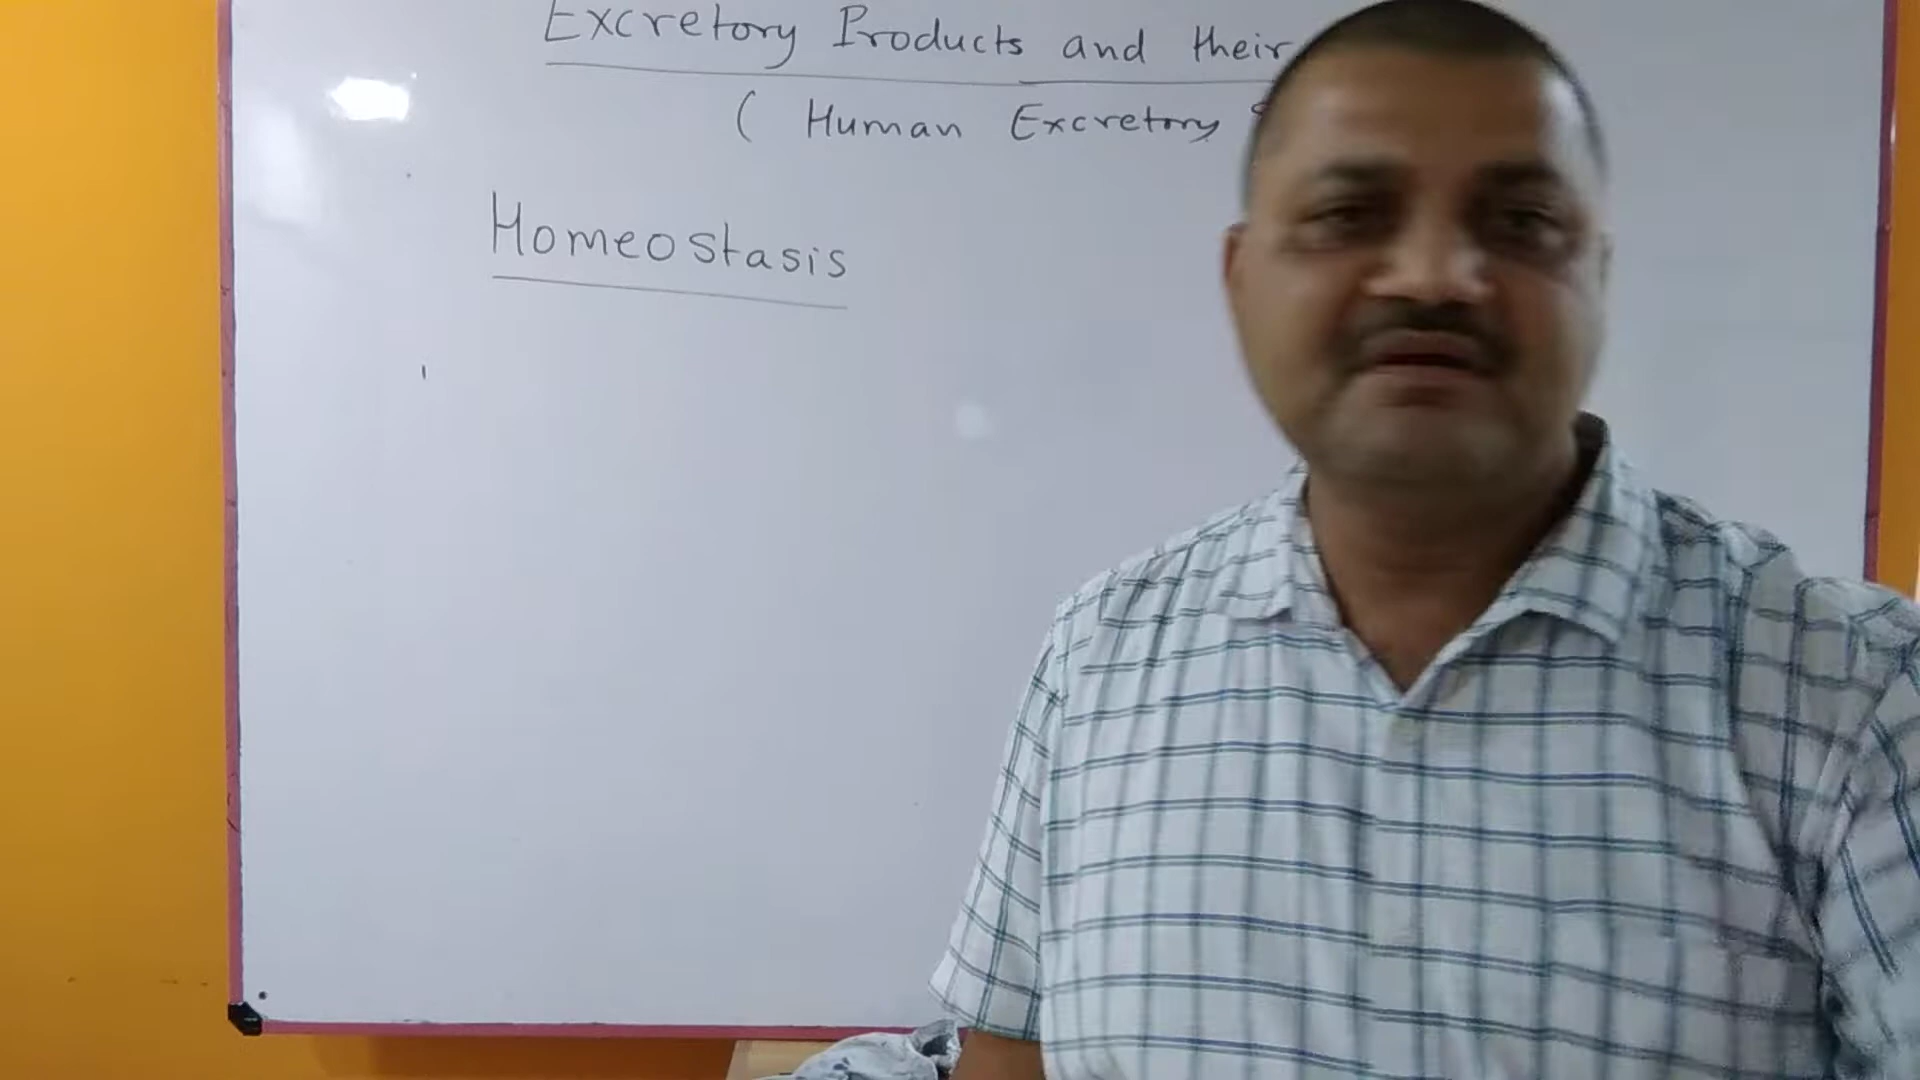 Excretory Products and their
( Human Excretory
Homeostasis